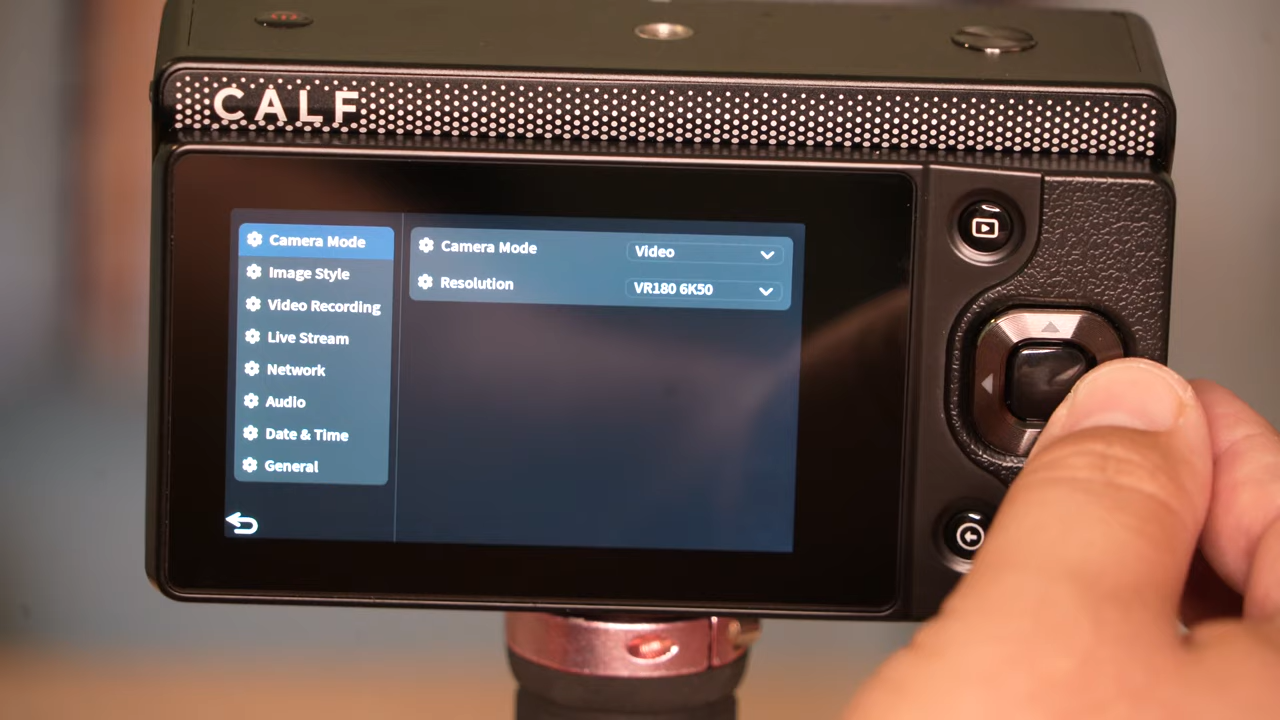 CALF
Camera Mode
Image Style
Video Recording
Live Stream
Network
Audio
Date & Time
General
Camera Mode Video
Resolution VR180 6K50